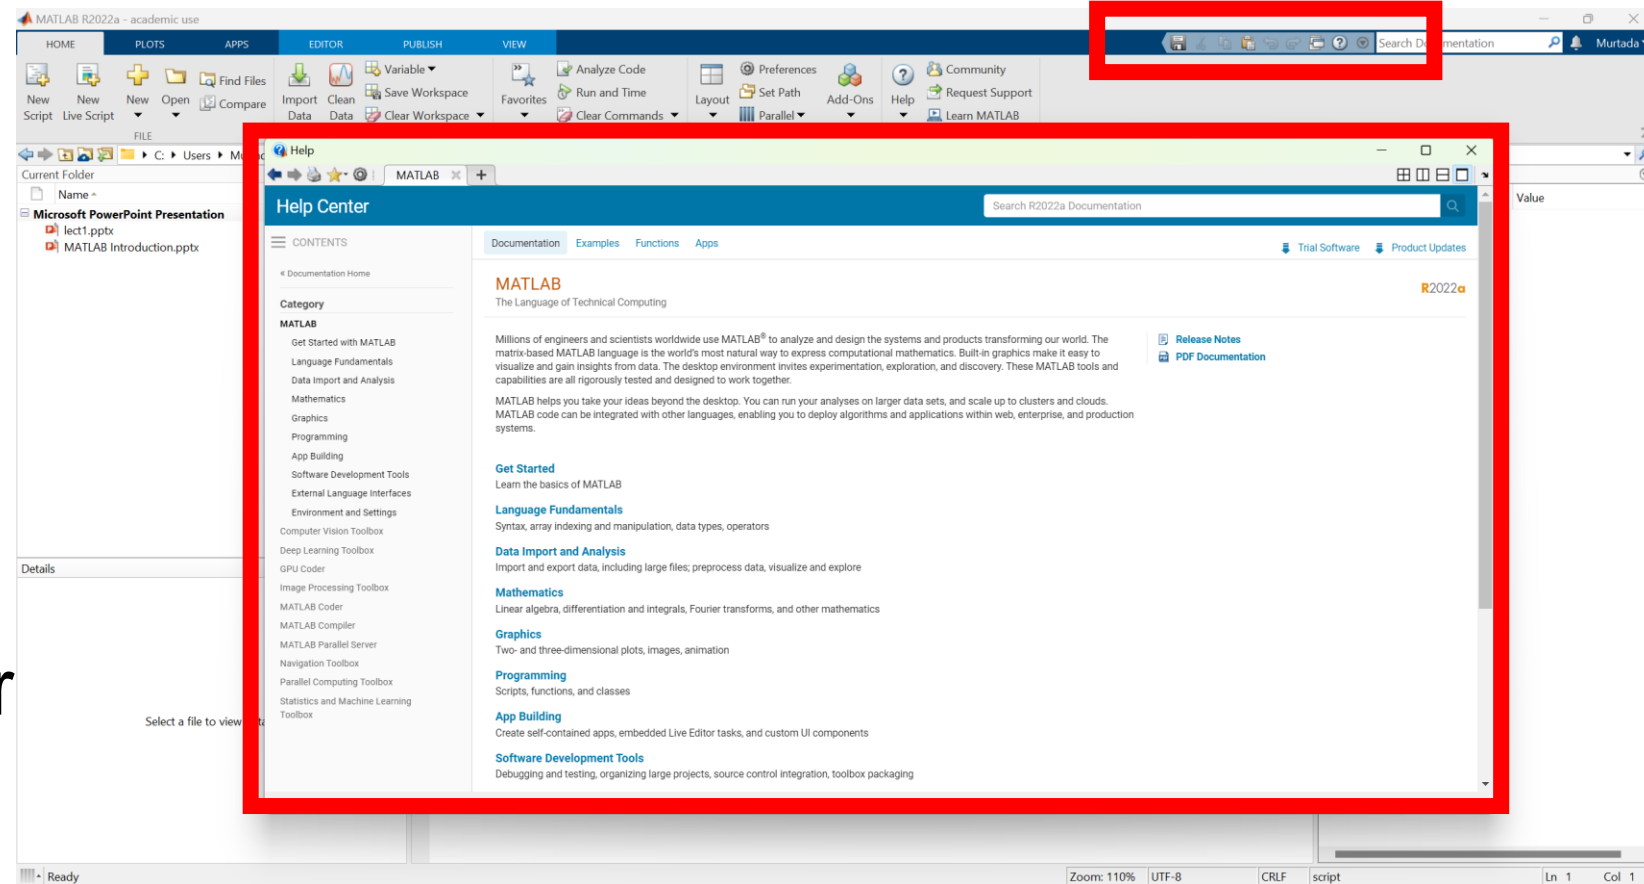 MATLAB R2022a - academic use
HOME PLOTS APPS EDITOR PUBLISH VIEW
Search Documentation
Murtada
New Script
New Live Script
New
Open
Find Files
Compare
FILE
Import Data
Clean Data
Variable
Save Workspace
Clear Workspace
Favorites
Analyze Code
Run and Time
Clear Commands
Layout
Preferences
Set Path
Parallel
Add-Ons
Help
Community
Request Support
Learn MATLAB
C: Users
Current Folder
Name
Microsoft PowerPoint Presentation
lect1.pptx
MATLAB Introduction.pptx
Value
Details
Select a file to view
r
Help
MATLAB
Help Center
Search R2022a Documentation
CONTENTS
« Documentation Home
Category
MATLAB
Get Started with MATLAB
Language Fundamentals
Data Import and Analysis
Mathematics
Graphics
Programming
App Building
Software Development Tools
External Language Interfaces
Environment and Settings
Computer Vision Toolbox
Deep Learning Toolbox
GPU Coder
Image Processing Toolbox
MATLAB Coder
MATLAB Compiler
MATLAB Parallel Server
Navigation Toolbox
Parallel Computing Toolbox
Statistics and Machine Learning
Toolbox
Documentation Examples Functions Apps
Trial Software Product Updates
MATLAB
The Language of Technical Computing
R2022a
Millions of engineers and scientists worldwide use MATLAB® to analyze and design the systems and products transforming our world. The
matrix-based MATLAB language is the world's most natural way to express computational mathematics. Built-in graphics make it easy to
visualize and gain insights from data. The desktop environment invites experimentation, exploration, and discovery. These MATLAB tools and
capabilities are all rigorously tested and designed to work together.
MATLAB helps you take your ideas beyond the desktop. You can run your analyses on larger data sets, and scale up to clusters and clouds.
MATLAB code can be integrated with other languages, enabling you to deploy algorithms and applications within web, enterprise, and production
systems.
Release Notes
PDF Documentation
Get Started
Learn the basics of MATLAB
Language Fundamentals
Syntax, array indexing and manipulation, data types, operators
Data Import and Analysis
Import and export data, including large files; preprocess data, visualize and explore
Mathematics
Linear algebra, differentiation and integrals, Fourier transforms, and other mathematics
Graphics
Two- and three-dimensional plots, images, animation
Programming
Scripts, functions, and classes
App Building
Create self-contained apps, embedded Live Editor tasks, and custom UI components
Software Development Tools
Debugging and testing, organizing large projects, source control integration, toolbox packaging
Ready
Zoom: 110% UTF-8 CRLF script Ln 1 Col 1